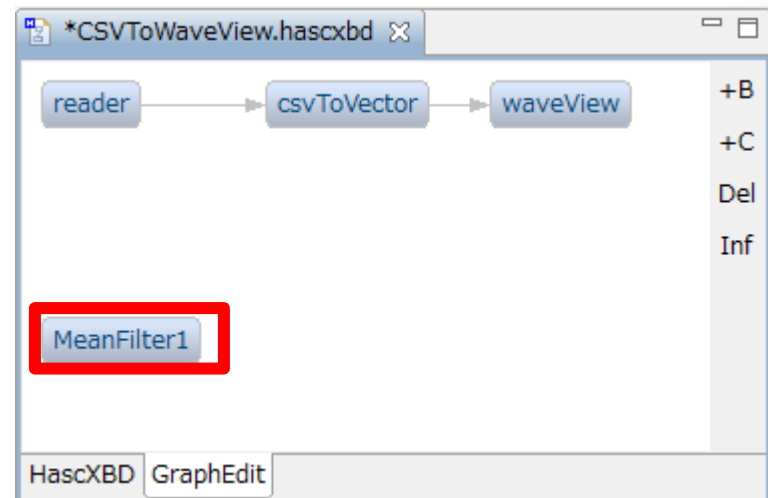 *CSVToWaveView.hascxbd
reader csvToVector waveView
+B
+C
Del
Inf
MeanFilter1
HascXBD GraphEdit